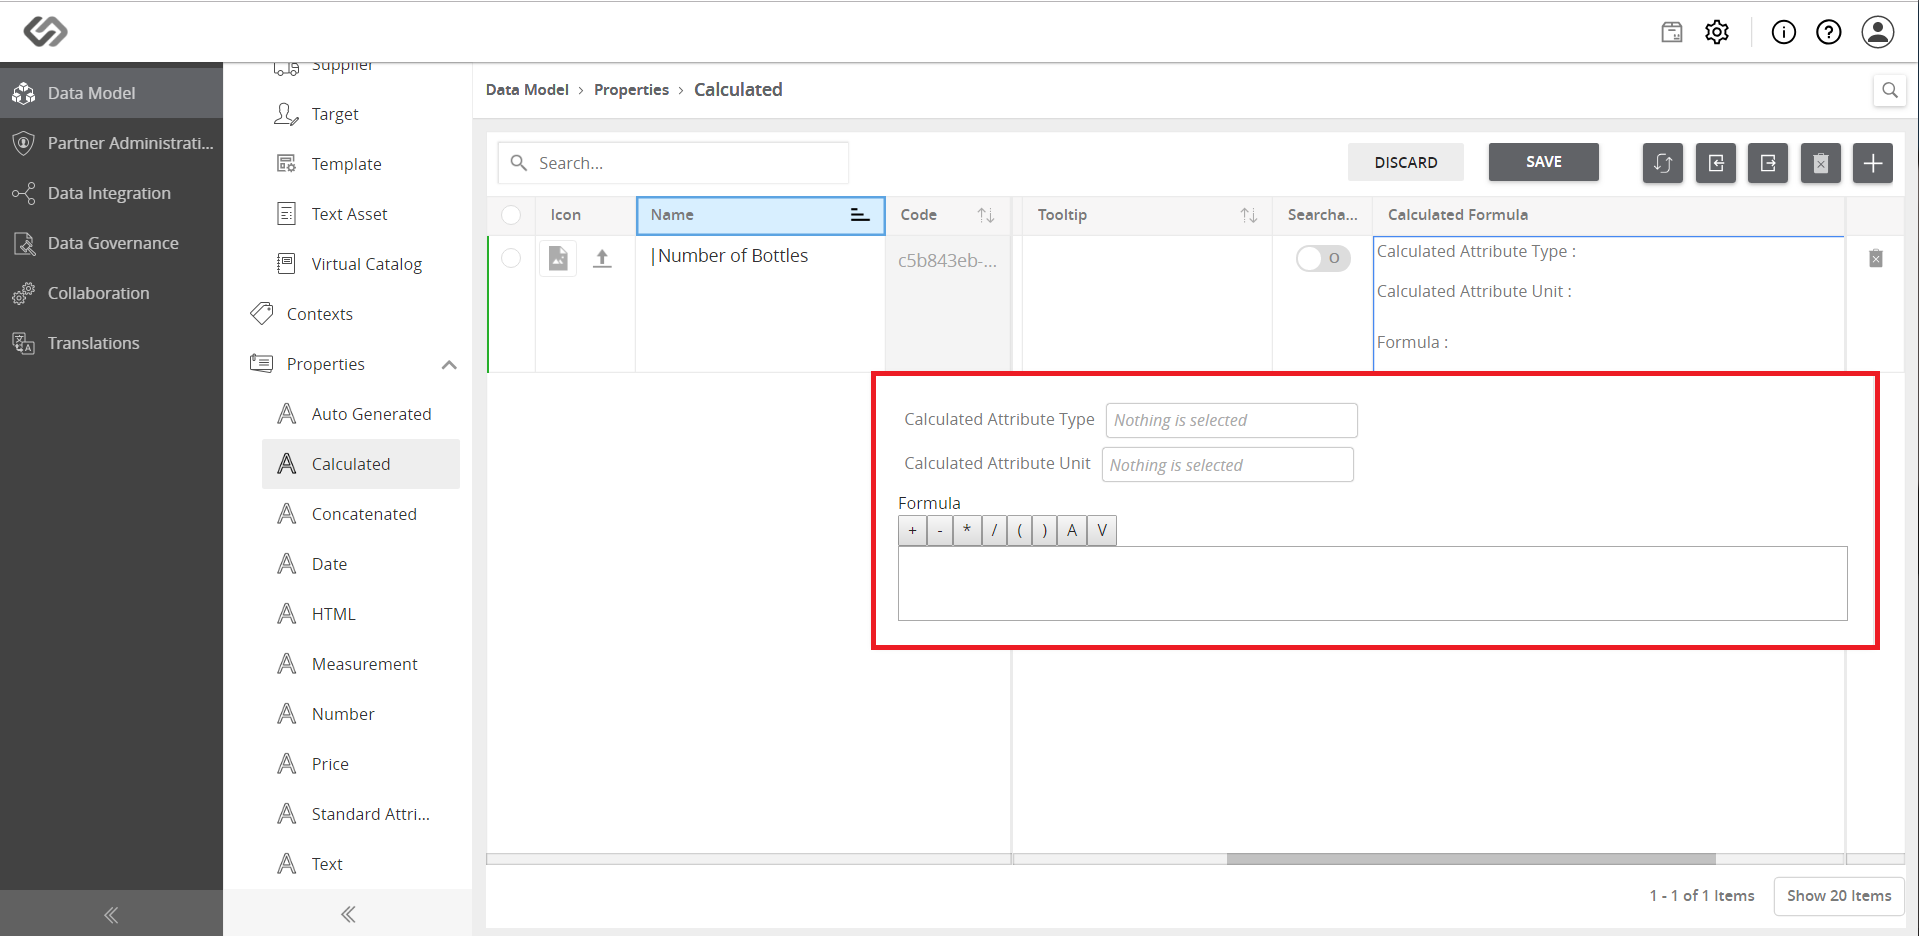 Data Model
Partner Administrati...
Data Integration
Data Governance
Collaboration
Translations
Supplier
Target
Template
Text Asset
Virtual Catalog
Contexts
Properties
Auto Generated
Calculated
Concatenated
Date
HTML
Measurement
Number
Price
Standard Attri...
Text
Data Model › Properties › Calculated
Search...
DISCARD
SAVE
Icon Name Code Tooltip Searcha... Calculated Formula
Number of Bottles c5b843eb-...
Calculated Attribute Type :
Calculated Attribute Unit :
Formula :
Calculated Attribute Type Nothing is selected
Calculated Attribute Unit Nothing is selected
Formula
+ - * / ( ) A V
1 - 1 of 1 Items
Show 20 Items